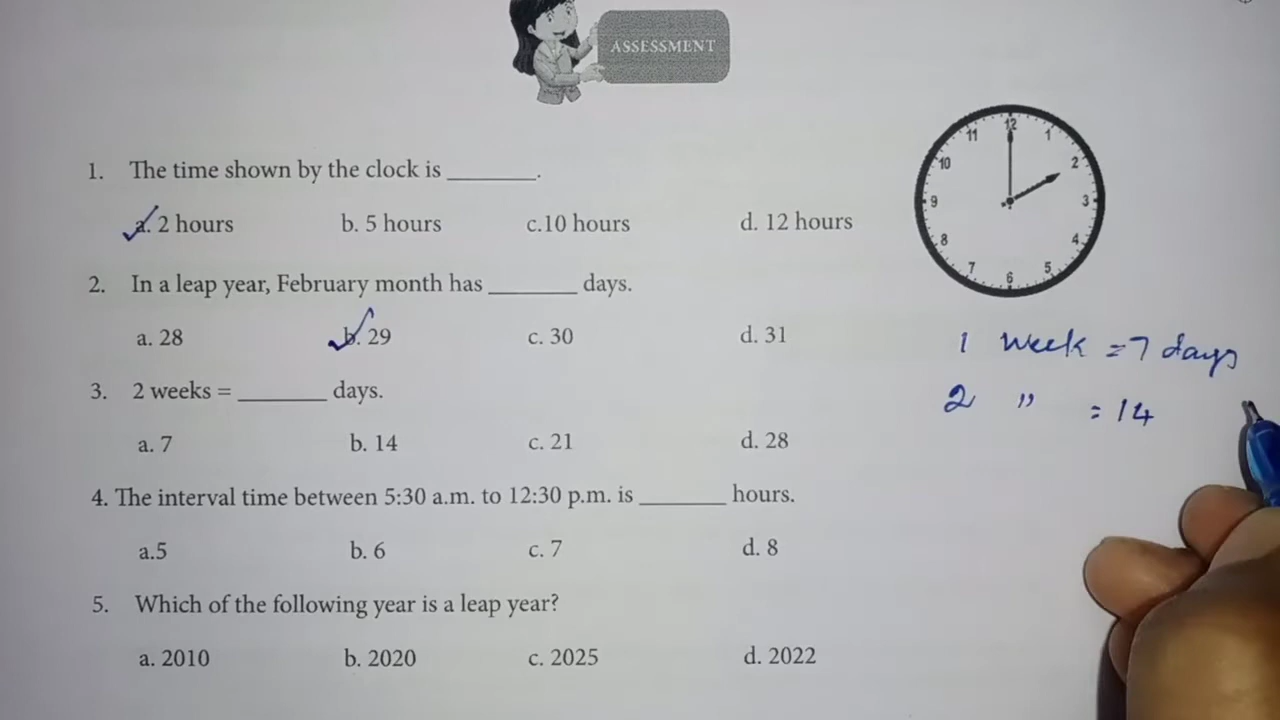 ASSESSMENT
1. The time shown by the clock is _______.
a. 2 hours b. 5 hours c.10 hours d. 12 hours
2. In a leap year, February month has _______ days.
a. 28 b. 29 c. 30 d. 31
3. 2 weeks = _______ days.
a. 7 b. 14 c. 21 d. 28
4. The interval time between 5:30 a.m. to 12:30 p.m. is _______ hours.
a.5 b. 6 c. 7 d. 8
5. Which of the following year is a leap year?
a. 2010 b. 2020 c. 2025 d. 2022
12 1 2 3 4 5 6 7 8 9 10 11
1 week = 7 days
2 " = 14